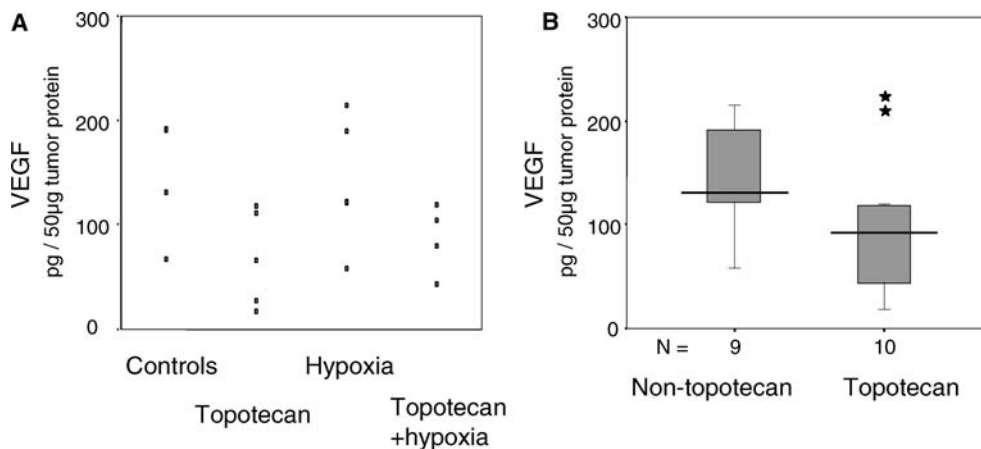 A
VEGF
pg / 50µg tumor protein
300
200
100
0
Controls
Topotecan
Hypoxia
Topotecan
+hypoxia
B
VEGF
pg / 50µg tumor protein
300
200
100
0
N = 9 10
Non-topotecan Topotecan